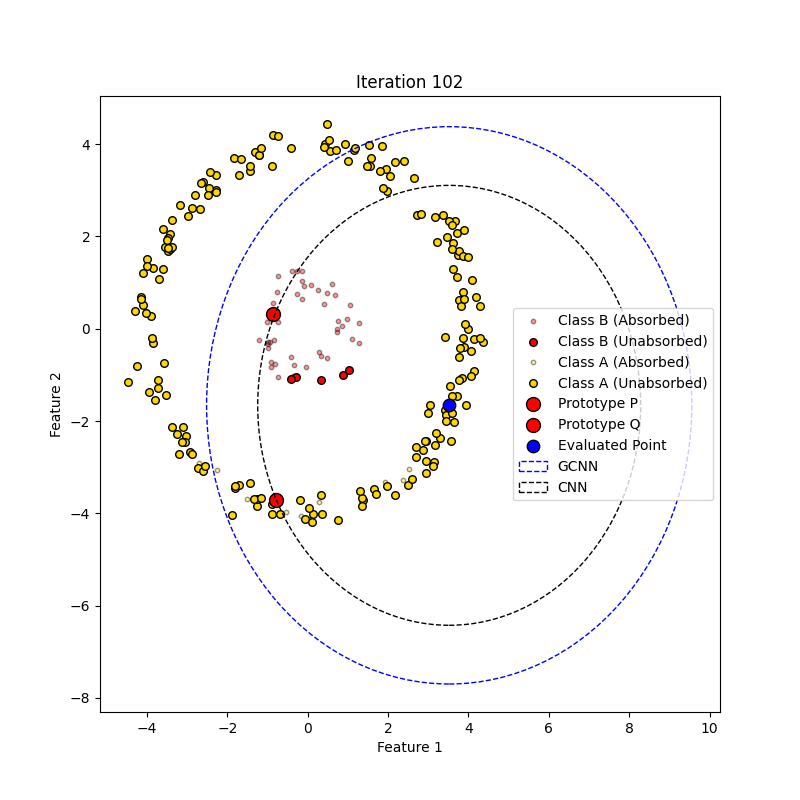 Iteration 102
4
2
0
−2
−4
−6
−8
Feature 2
Class B (Absorbed)
Class B (Unabsorbed)
Class A (Absorbed)
Class A (Unabsorbed)
Prototype P
Prototype Q
Evaluated Point
GCNN
CNN
−4 −2 0 2 4 6 8 10
Feature 1